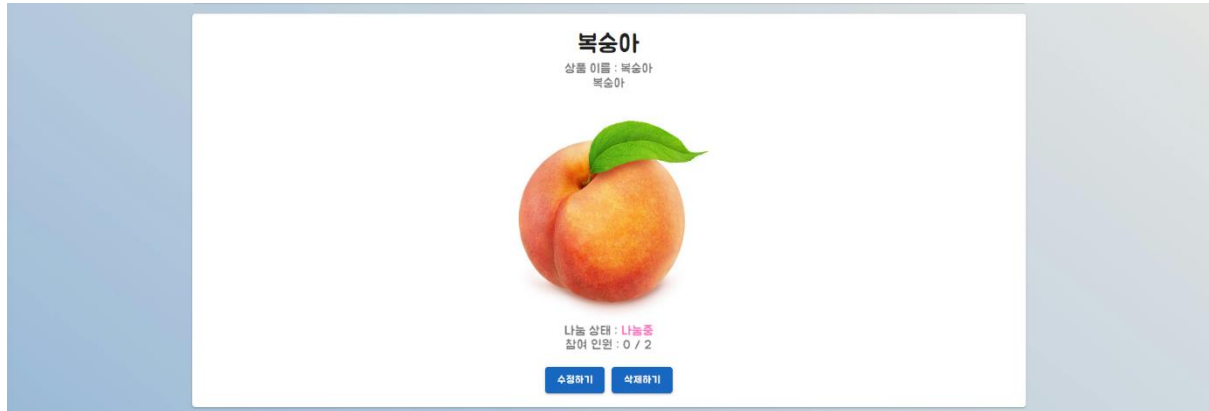 복숭아
상품 이름 : 복숭아
복숭아
나눔 상태 : 나눔중
참여 인원 : 0 / 2
수정하기 삭제하기